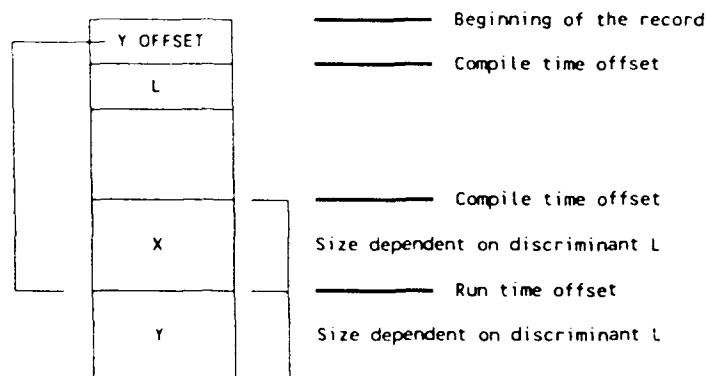 Beginning of the record
Y OFFSET
Compile time offset
L
Compile time offset
X
Size dependent on discriminant L
Run time offset
Y
Size dependent on discriminant L